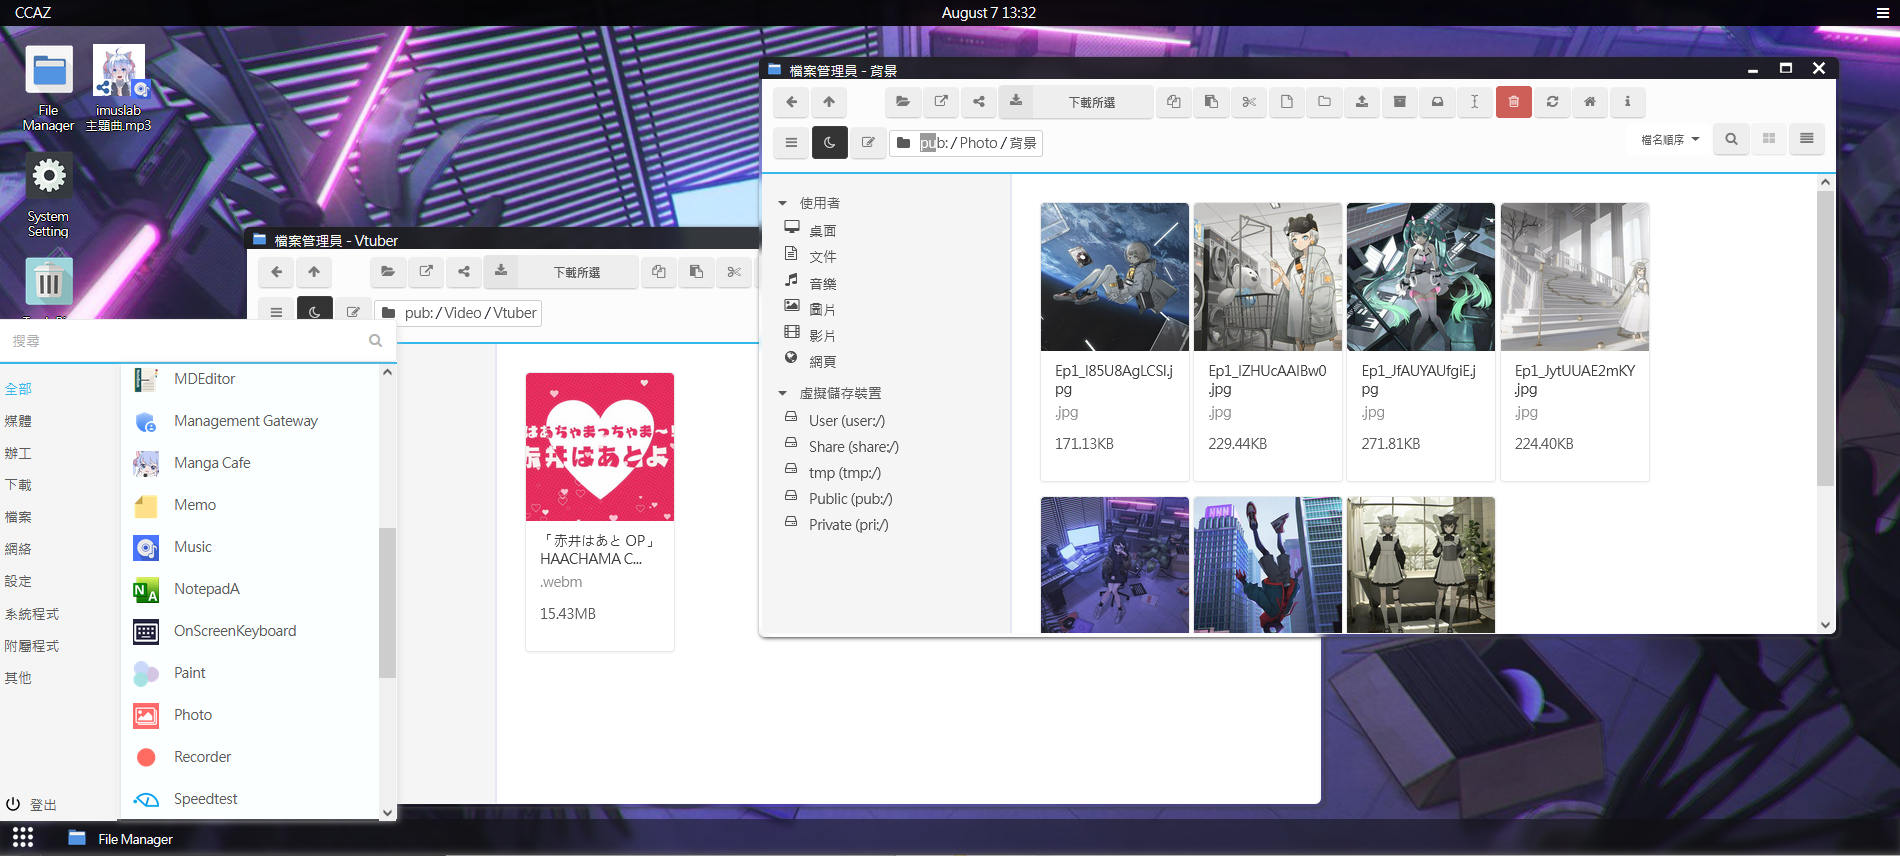 CCAZ
August 7 13:32
File
Manager
imuslab
主題曲.mp3
System
Setting
檔案管理員 - 背景
下載所選
pub: / Photo / 背景
檔名順序
使用者
桌面
文件
音樂
圖片
影片
網頁
虛擬儲存裝置
User (user:/)
Share (share:/)
tmp (tmp:/)
Public (pub:/)
Private (pri:/)
Ep1_I85U8AgLCSI.j
pg
.jpg
171.13KB
Ep1_IZHUcAAIBw0
.jpg
.jpg
229.44KB
Ep1_JfAUYAUfgiE.j
pg
.jpg
271.81KB
Ep1_JytUUAE2mKY
.jpg
.jpg
224.40KB
檔案管理員 - Vtuber
下載所選
pub: / Video / Vtuber
はあちゃまっちゃま～!
赤井はあとよ
「赤井はあと OP」
HAACHAMA C...
.webm
15.43MB
搜尋
全部
媒體
辦工
下載
檔案
網絡
設定
系統程式
附屬程式
其他
登出
MDEditor
Management Gateway
Manga Cafe
Memo
Music
NotepadA
OnScreenKeyboard
Paint
Photo
Recorder
Speedtest
File Manager